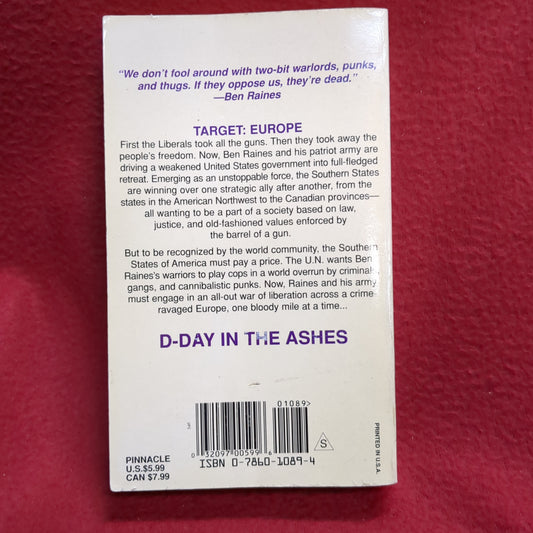 “We don’t fool around with two-bit warlords, punks,
and thugs. If they oppose us, they’re dead.”
—Ben Raines
TARGET: EUROPE
First the Liberals took all the guns. Then they took away the
people’s freedom. Now, Ben Raines and his patriot army are
driving a weakened United States government into full-fledged
retreat. Emerging as an unstoppable force, the Southern States
are winning over one strategic ally after another, from the
states in the American Northwest to the Canadian provinces—
all wanting to be a part of a society based on law,
justice, and old-fashioned values enforced by
the barrel of a gun.
But to be recognized by the world community, the Southern
States of America must pay a price. The U.N. wants Ben
Raines’s warriors to play cops in a world overrun by criminals,
gangs, and cannibalistic punks. Now, Raines and his army
must engage in an all-out war of liberation across a crime
ravaged Europe, one bloody mile at a time...
D-DAY IN THE ASHES
01089>
0 32097 00599 6
S
ISBN 0-7860-1089-4
PINNACLE
U.S.$5.99
CAN $7.99
PRINTED IN U.S.A.